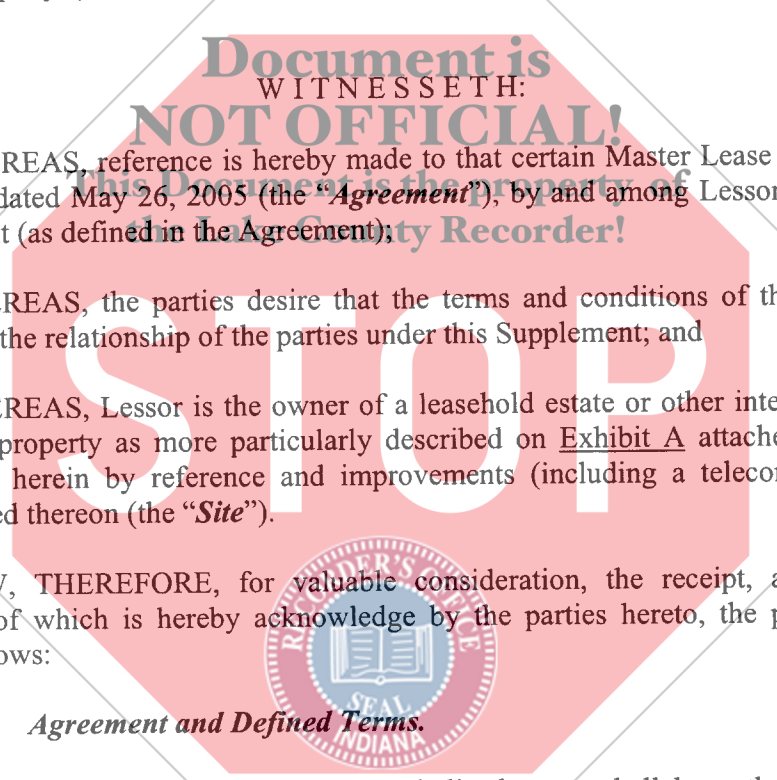 Document is
WITNESSETH:
NOT OFFICIAL!
REAS, reference is hereby made to that certain Master Lease
This Document is the property of
dated May 26, 2005 (the “Agreement”), by and among Lessor
t (as defined in the Agreement);
the Lake County Recorder!
EREAS, the parties desire that the terms and conditions of th
the relationship of the parties under this Supplement; and
STOP
EREAS, Lessor is the owner of a leasehold estate or other inte
property as more particularly described on Exhibit A attache
herein by reference and improvements (including a telecor
ed thereon (the “Site”).
, THEREFORE, for valuable consideration, the receipt, a
of which is hereby acknowledge by the parties hereto, the p
ows:
RECORDER'S OFFICE
SEAL
INDIANA
Agreement and Defined Terms.